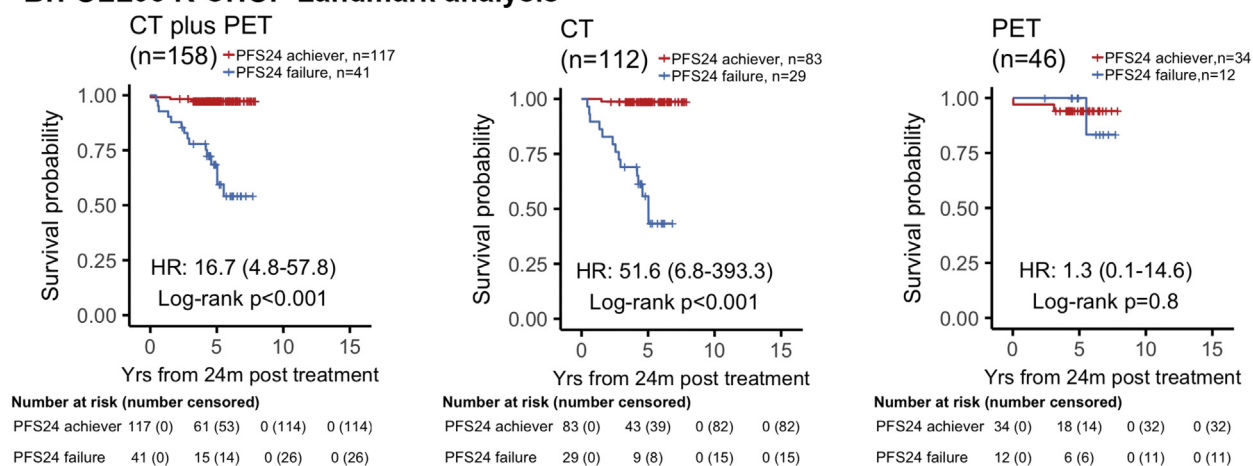 CT plus PET
(n=158)
PFS24 achiever, n=117
PFS24 failure, n=41
1.00
0.75
0.50
0.25
0.00
Survival probability
HR: 16.7 (4.8-57.8)
Log-rank p<0.001
0 5 10 15
Yrs from 24m post treatment
Number at risk (number censored)
PFS24 achiever 117 (0) 61 (53) 0 (114) 0 (114)
PFS24 failure 41 (0) 15 (14) 0 (26) 0 (26)
CT
(n=112)
PFS24 achiever, n=83
PFS24 failure, n=29
1.00
0.75
0.50
0.25
0.00
Survival probability
HR: 51.6 (6.8-393.3)
Log-rank p<0.001
0 5 10 15
Yrs from 24m post treatment
Number at risk (number censored)
PFS24 achiever 83 (0) 43 (39) 0 (82) 0 (82)
PFS24 failure 29 (0) 9 (8) 0 (15) 0 (15)
PET
(n=46)
PFS24 achiever,n=34
PFS24 failure,n=12
1.00
0.75
0.50
0.25
0.00
Survival probability
HR: 1.3 (0.1-14.6)
Log-rank p=0.8
0 5 10 15
Yrs from 24m post treatment
Number at risk (number censored)
PFS24 achiever 34 (0) 18 (14) 0 (32) 0 (32)
PFS24 failure 12 (0) 6 (6) 0 (11) 0 (11)